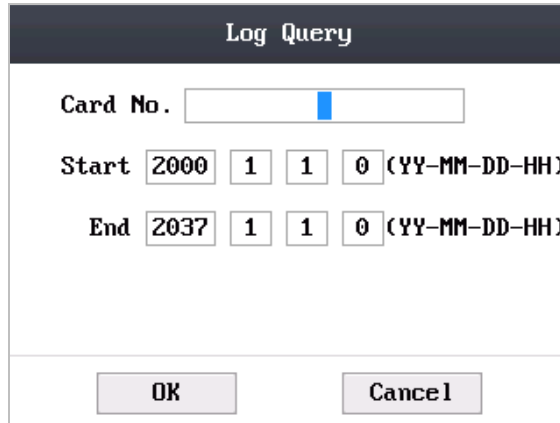 Log Query
Card No.
Start 2000 1 1 0 (YY-MM-DD-HH)
End 2037 1 1 0 (YY-MM-DD-HH)
OK Cancel